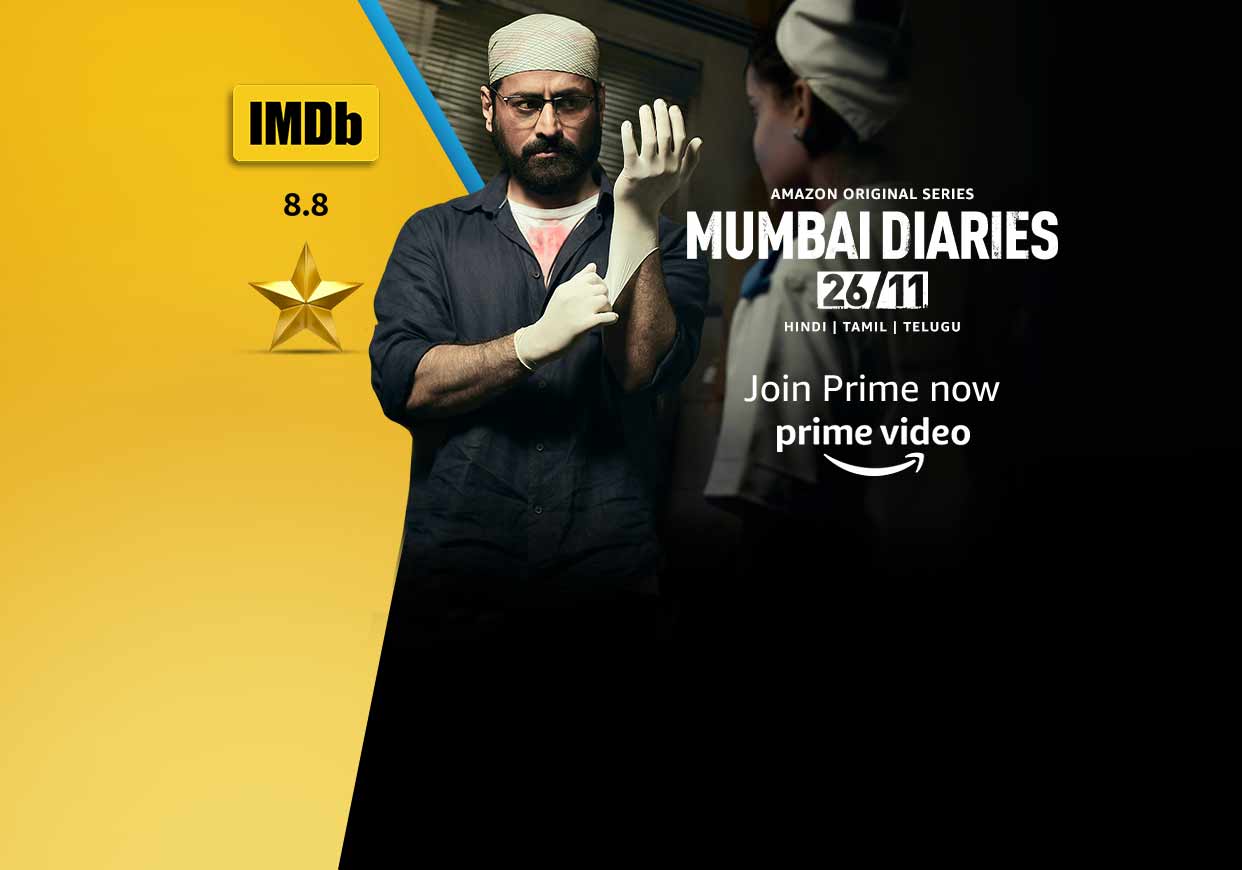 IMDb
8.8
AMAZON ORIGINAL SERIES
MUMBAI DIARIES
26/11
HINDI | TAMIL | TELUGU
Join Prime now
prime video